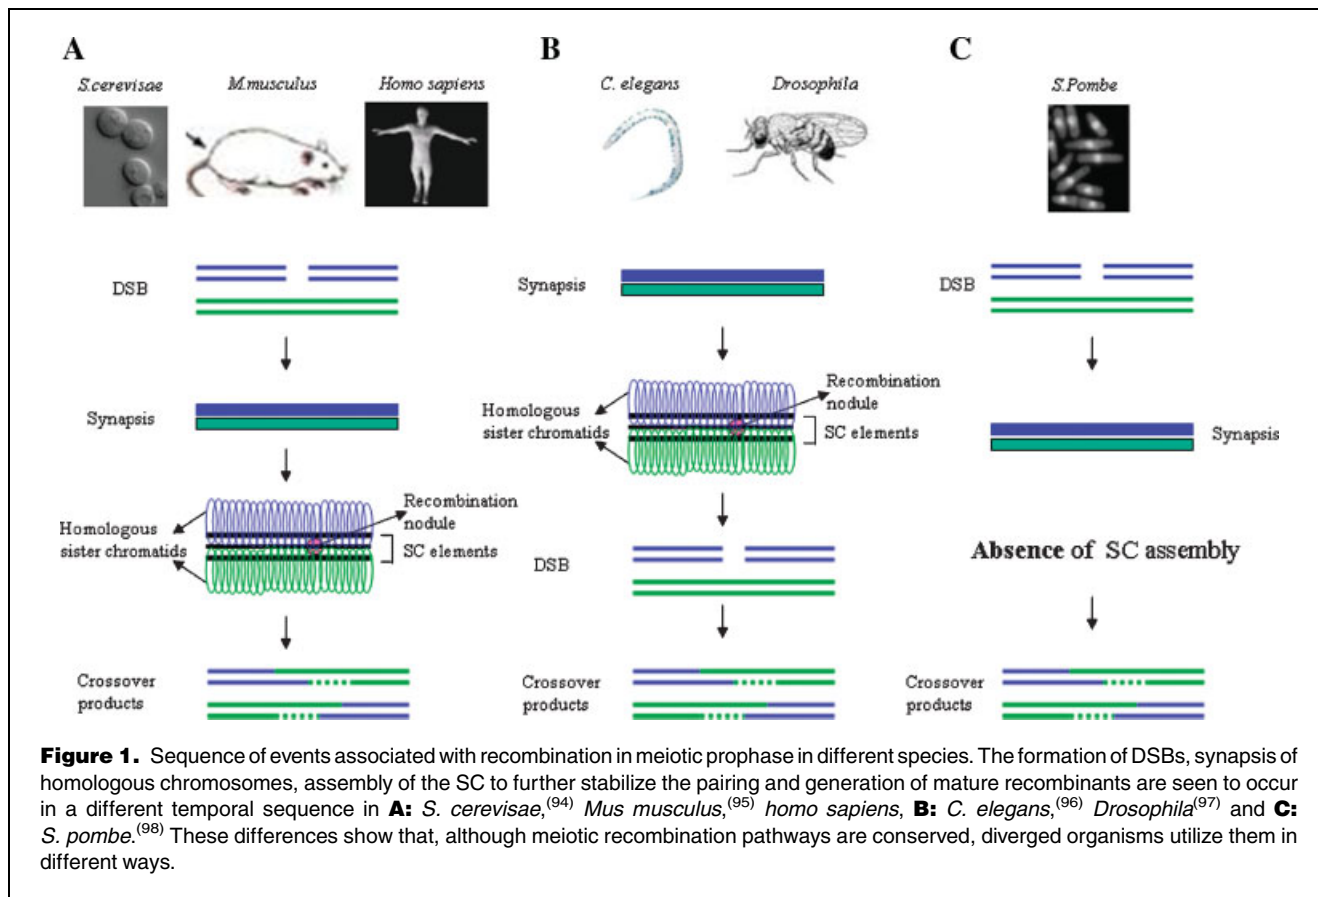 A
S.cerevisae
M.musculus
Homo sapiens
DSB
Synapsis
Homologous
sister chromatids
Recombination
nodule
SC elements
Crossover
products
B
C. elegans
Drosophila
Synapsis
Homologous
sister chromatids
Recombination
nodule
SC elements
DSB
Crossover
products
C
S.Pombe
DSB
Synapsis
Absence of SC assembly
Crossover
products
Figure 1. Sequence of events associated with recombination in meiotic prophase in different species. The formation of DSBs, synapsis of
homologous chromosomes, assembly of the SC to further stabilize the pairing and generation of mature recombinants are seen to occur
in a different temporal sequence in A: S. cerevisae,(94) Mus musculus,(95) homo sapiens, B: C. elegans,(96) Drosophila(97) and C:
S. pombe.(98) These differences show that, although meiotic recombination pathways are conserved, diverged organisms utilize them in
different ways.